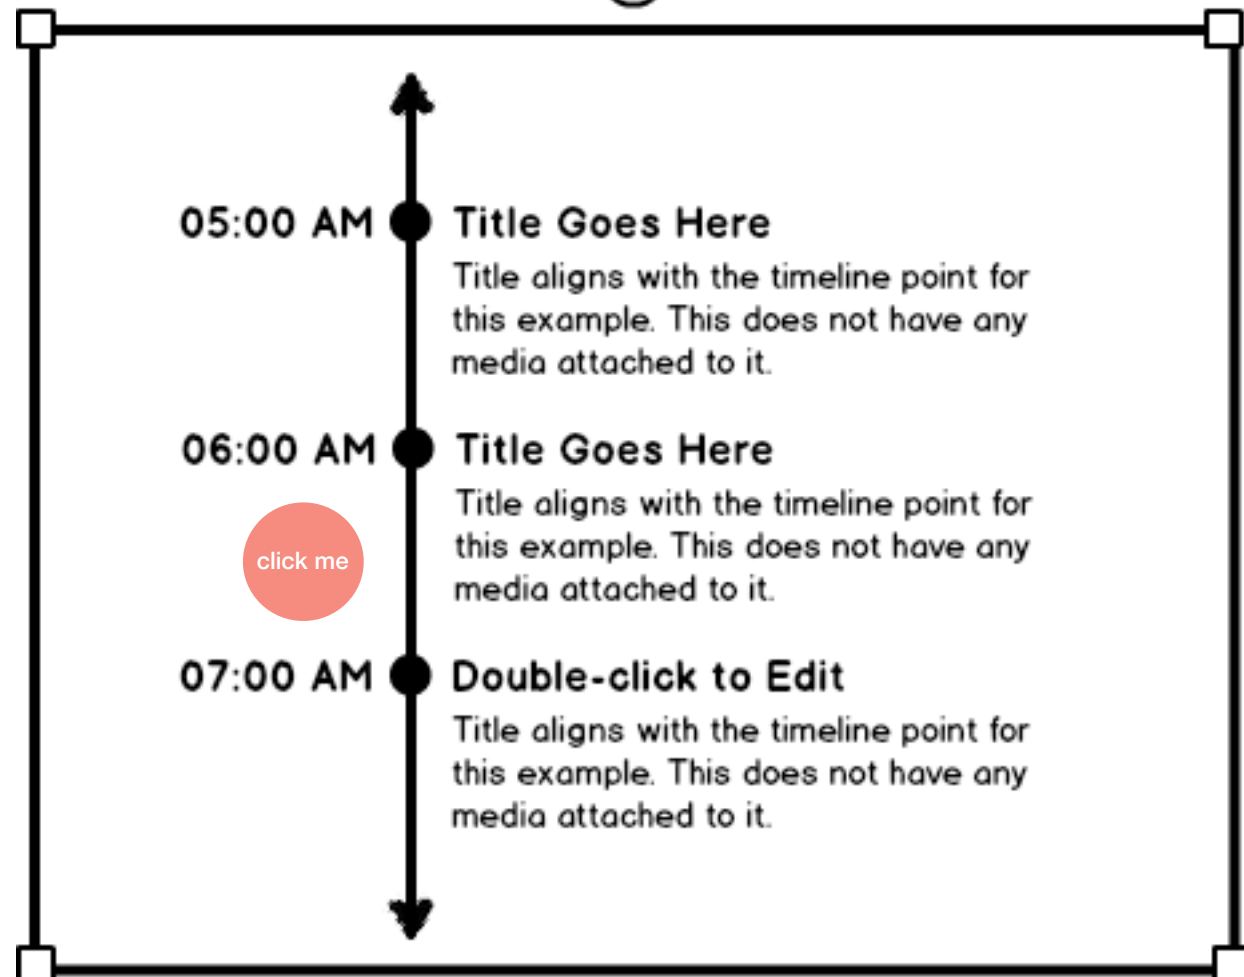 05:00 AM Title Goes Here
Title aligns with the timeline point for
this example. This does not have any
media attached to it.
06:00 AM Title Goes Here
Title aligns with the timeline point for
this example. This does not have any
media attached to it.
click me
07:00 AM Double-click to Edit
Title aligns with the timeline point for
this example. This does not have any
media attached to it.